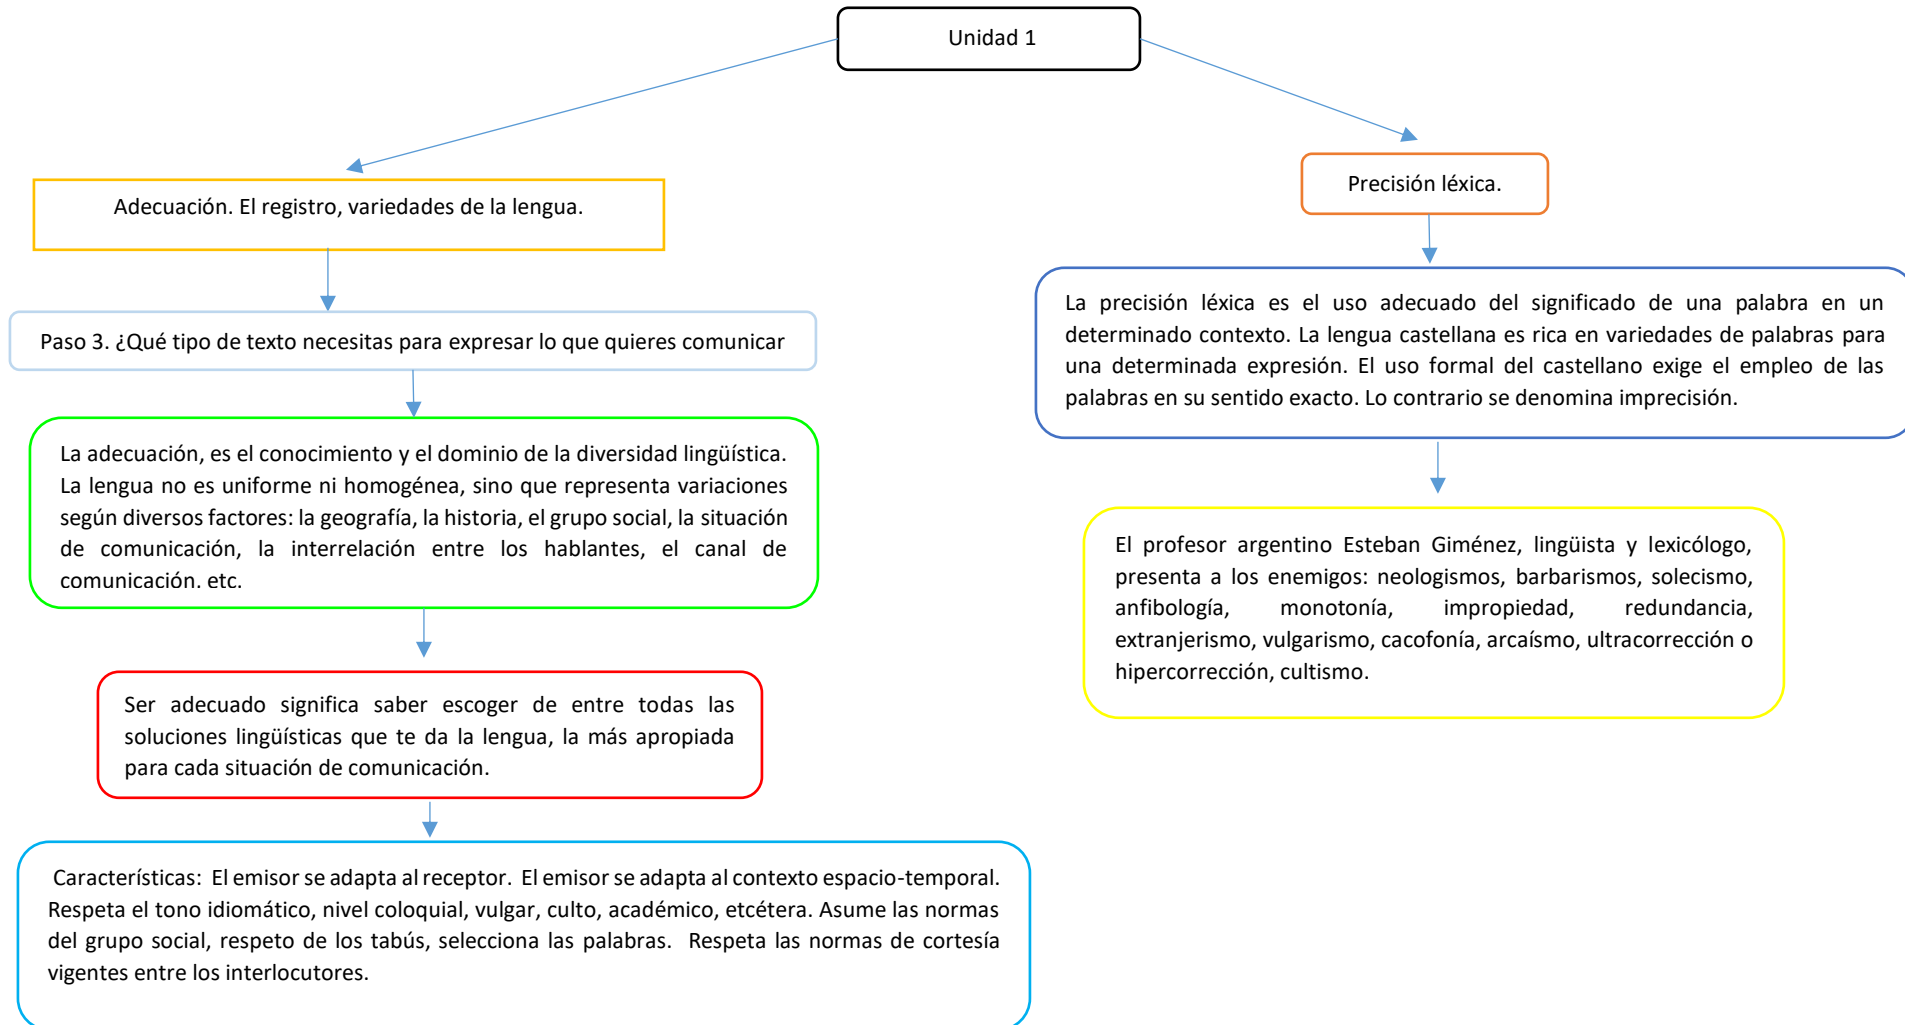 Unidad 1
Adecuación. El registro, variedades de la lengua.
Paso 3. ¿Qué tipo de texto necesitas para expresar lo que quieres comunicar
La adecuación, es el conocimiento y el dominio de la diversidad lingüística.
La lengua no es uniforme ni homogénea, sino que representa variaciones
según diversos factores: la geografía, la historia, el grupo social, la situación
de comunicación, la interrelación entre los hablantes, el canal de
comunicación. etc.
Ser adecuado significa saber escoger de entre todas las
soluciones lingüísticas que te da la lengua, la más apropiada
para cada situación de comunicación.
Características: El emisor se adapta al receptor. El emisor se adapta al contexto espacio-temporal.
Respeta el tono idiomático, nivel coloquial, vulgar, culto, académico, etcétera. Asume las normas
del grupo social, respeto de los tabús, selecciona las palabras. Respeta las normas de cortesía
vigentes entre los interlocutores.
Precisión léxica.
La precisión léxica es el uso adecuado del significado de una palabra en un
determinado contexto. La lengua castellana es rica en variedades de palabras para
una determinada expresión. El uso formal del castellano exige el empleo de las
palabras en su sentido exacto. Lo contrario se denomina imprecisión.
El profesor argentino Esteban Giménez, lingüista y lexicólogo,
presenta a los enemigos: neologismos, barbarismos, solecismo,
anfibología, monotonía, impropiedad, redundancia,
extranjerismo, vulgarismo, cacofonía, arcaísmo, ultracorrección o
hipercorrección, cultismo.